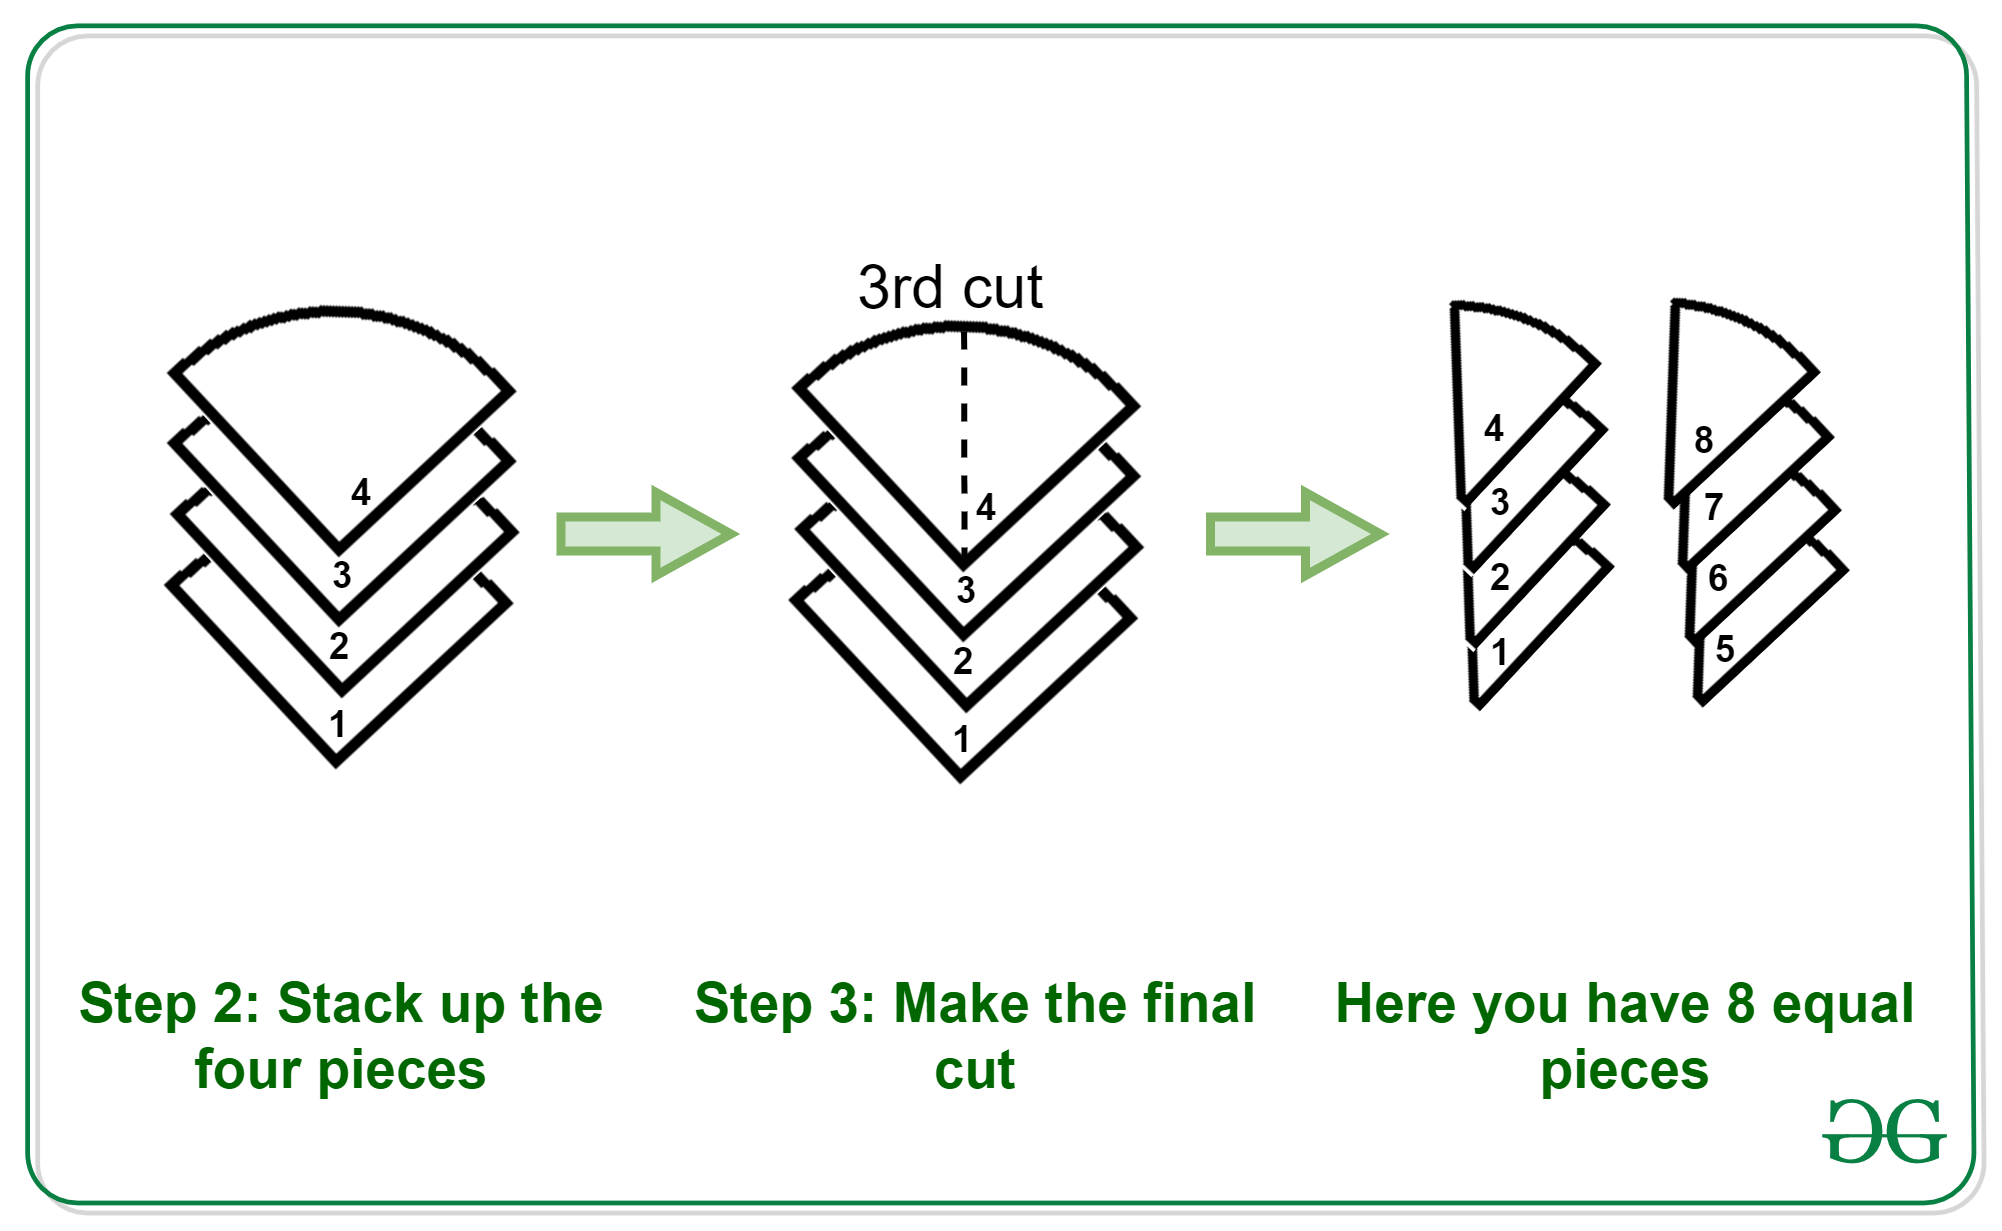 3rd cut
4
3
2
1
4
3
2
1
4
3
2
1
8
7
6
5
Step 2: Stack up the
four pieces
Step 3: Make the final
cut
Here you have 8 equal
pieces